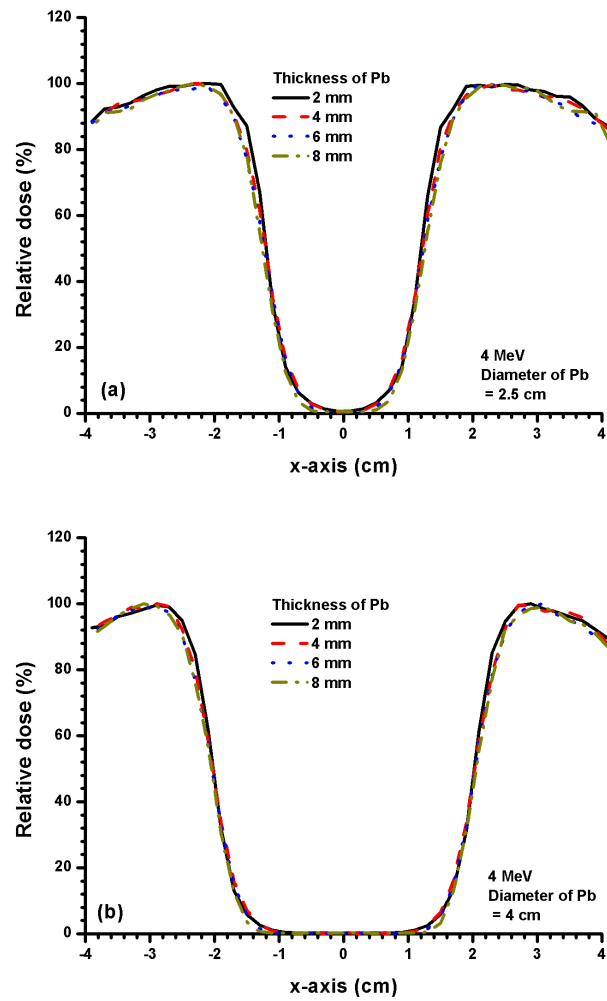 120
100
80
60
40
20
0
Relative dose (%)
Thickness of Pb
2 mm
4 mm
6 mm
8 mm
4 MeV
Diameter of Pb
= 2.5 cm
(a)
-4 -3 -2 -1 0 1 2 3 4
x-axis (cm)
120
100
80
60
40
20
0
Relative dose (%)
Thickness of Pb
2 mm
4 mm
6 mm
8 mm
4 MeV
Diameter of Pb
= 4 cm
(b)
-4 -3 -2 -1 0 1 2 3 4
x-axis (cm)